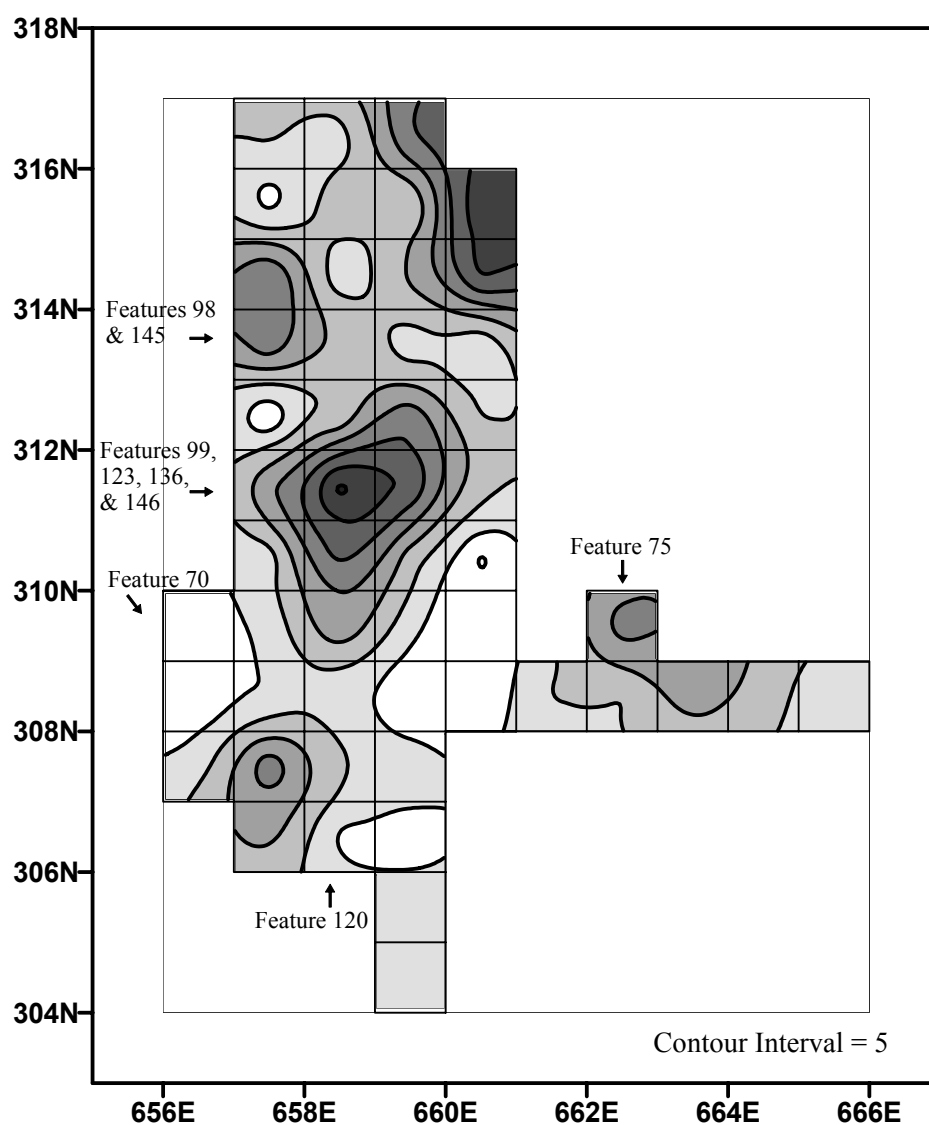 318N
316N
314N
312N
310N
308N
306N
304N
Features 98
& 145
Features 99,
123, 136,
& 146
Feature 70
Feature 75
Feature 120
Contour Interval = 5
656E 658E 660E 662E 664E 666E